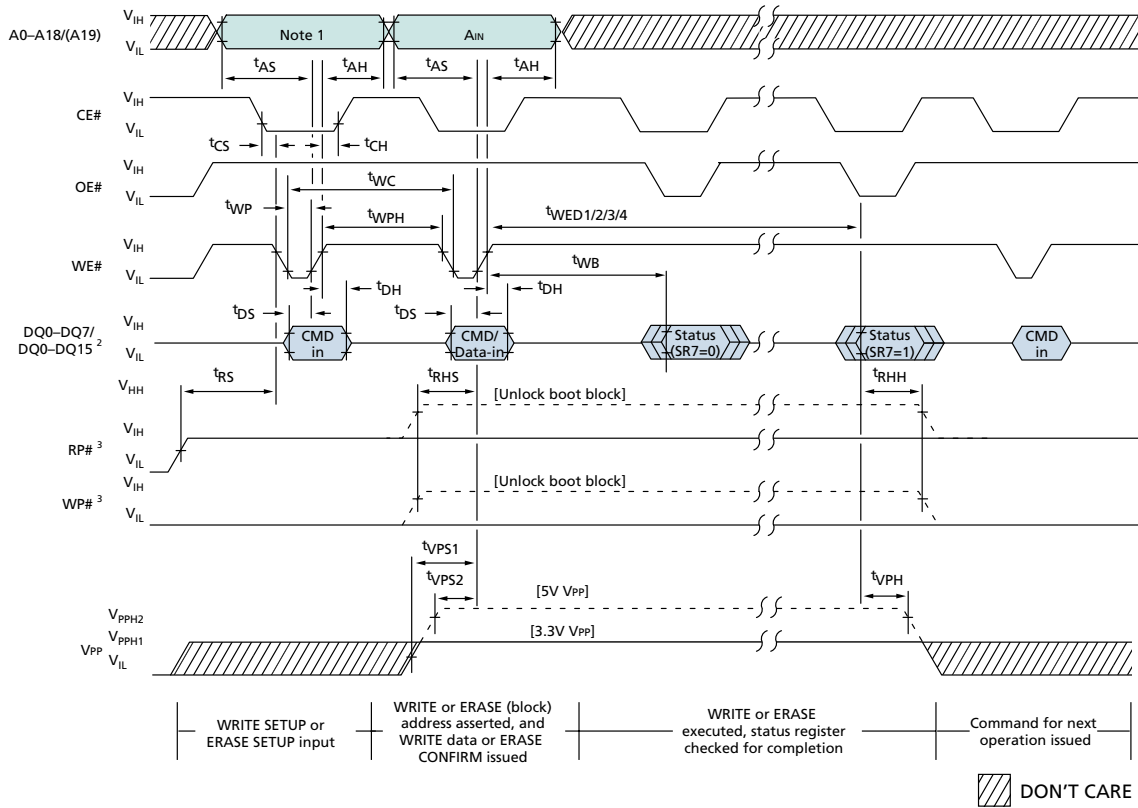 A0–A18/(A19)
VIH
VIL
Note 1
AIN
tAS
tAH
tAS
tAH
CE#
VIH
VIL
tCS
tCH
OE#
VIH
VIL
tWC
tWP
tWPH
tWED1/2/3/4
WE#
VIH
VIL
tWB
tDH
tDH
tDS
tDS
DQ0–DQ7/
DQ0–DQ15 2
VIH
VIL
CMD
in
CMD/
Data-in
Status
(SR7=0)
Status
(SR7=1)
CMD
in
tRS
tRHS
tRHH
VHH
[Unlock boot block]
RP# 3
VIH
VIL
WP# 3
VIH
VIL
[Unlock boot block]
tVPS1
tVPS2
tVPH
[5V VPP]
[3.3V VPP]
VPP
VPPH2
VPPH1
VIL
WRITE SETUP or
ERASE SETUP input
WRITE or ERASE (block)
address asserted, and
WRITE data or ERASE
CONFIRM issued
WRITE or ERASE
executed, status register
checked for completion
Command for next
operation issued
DON'T CARE